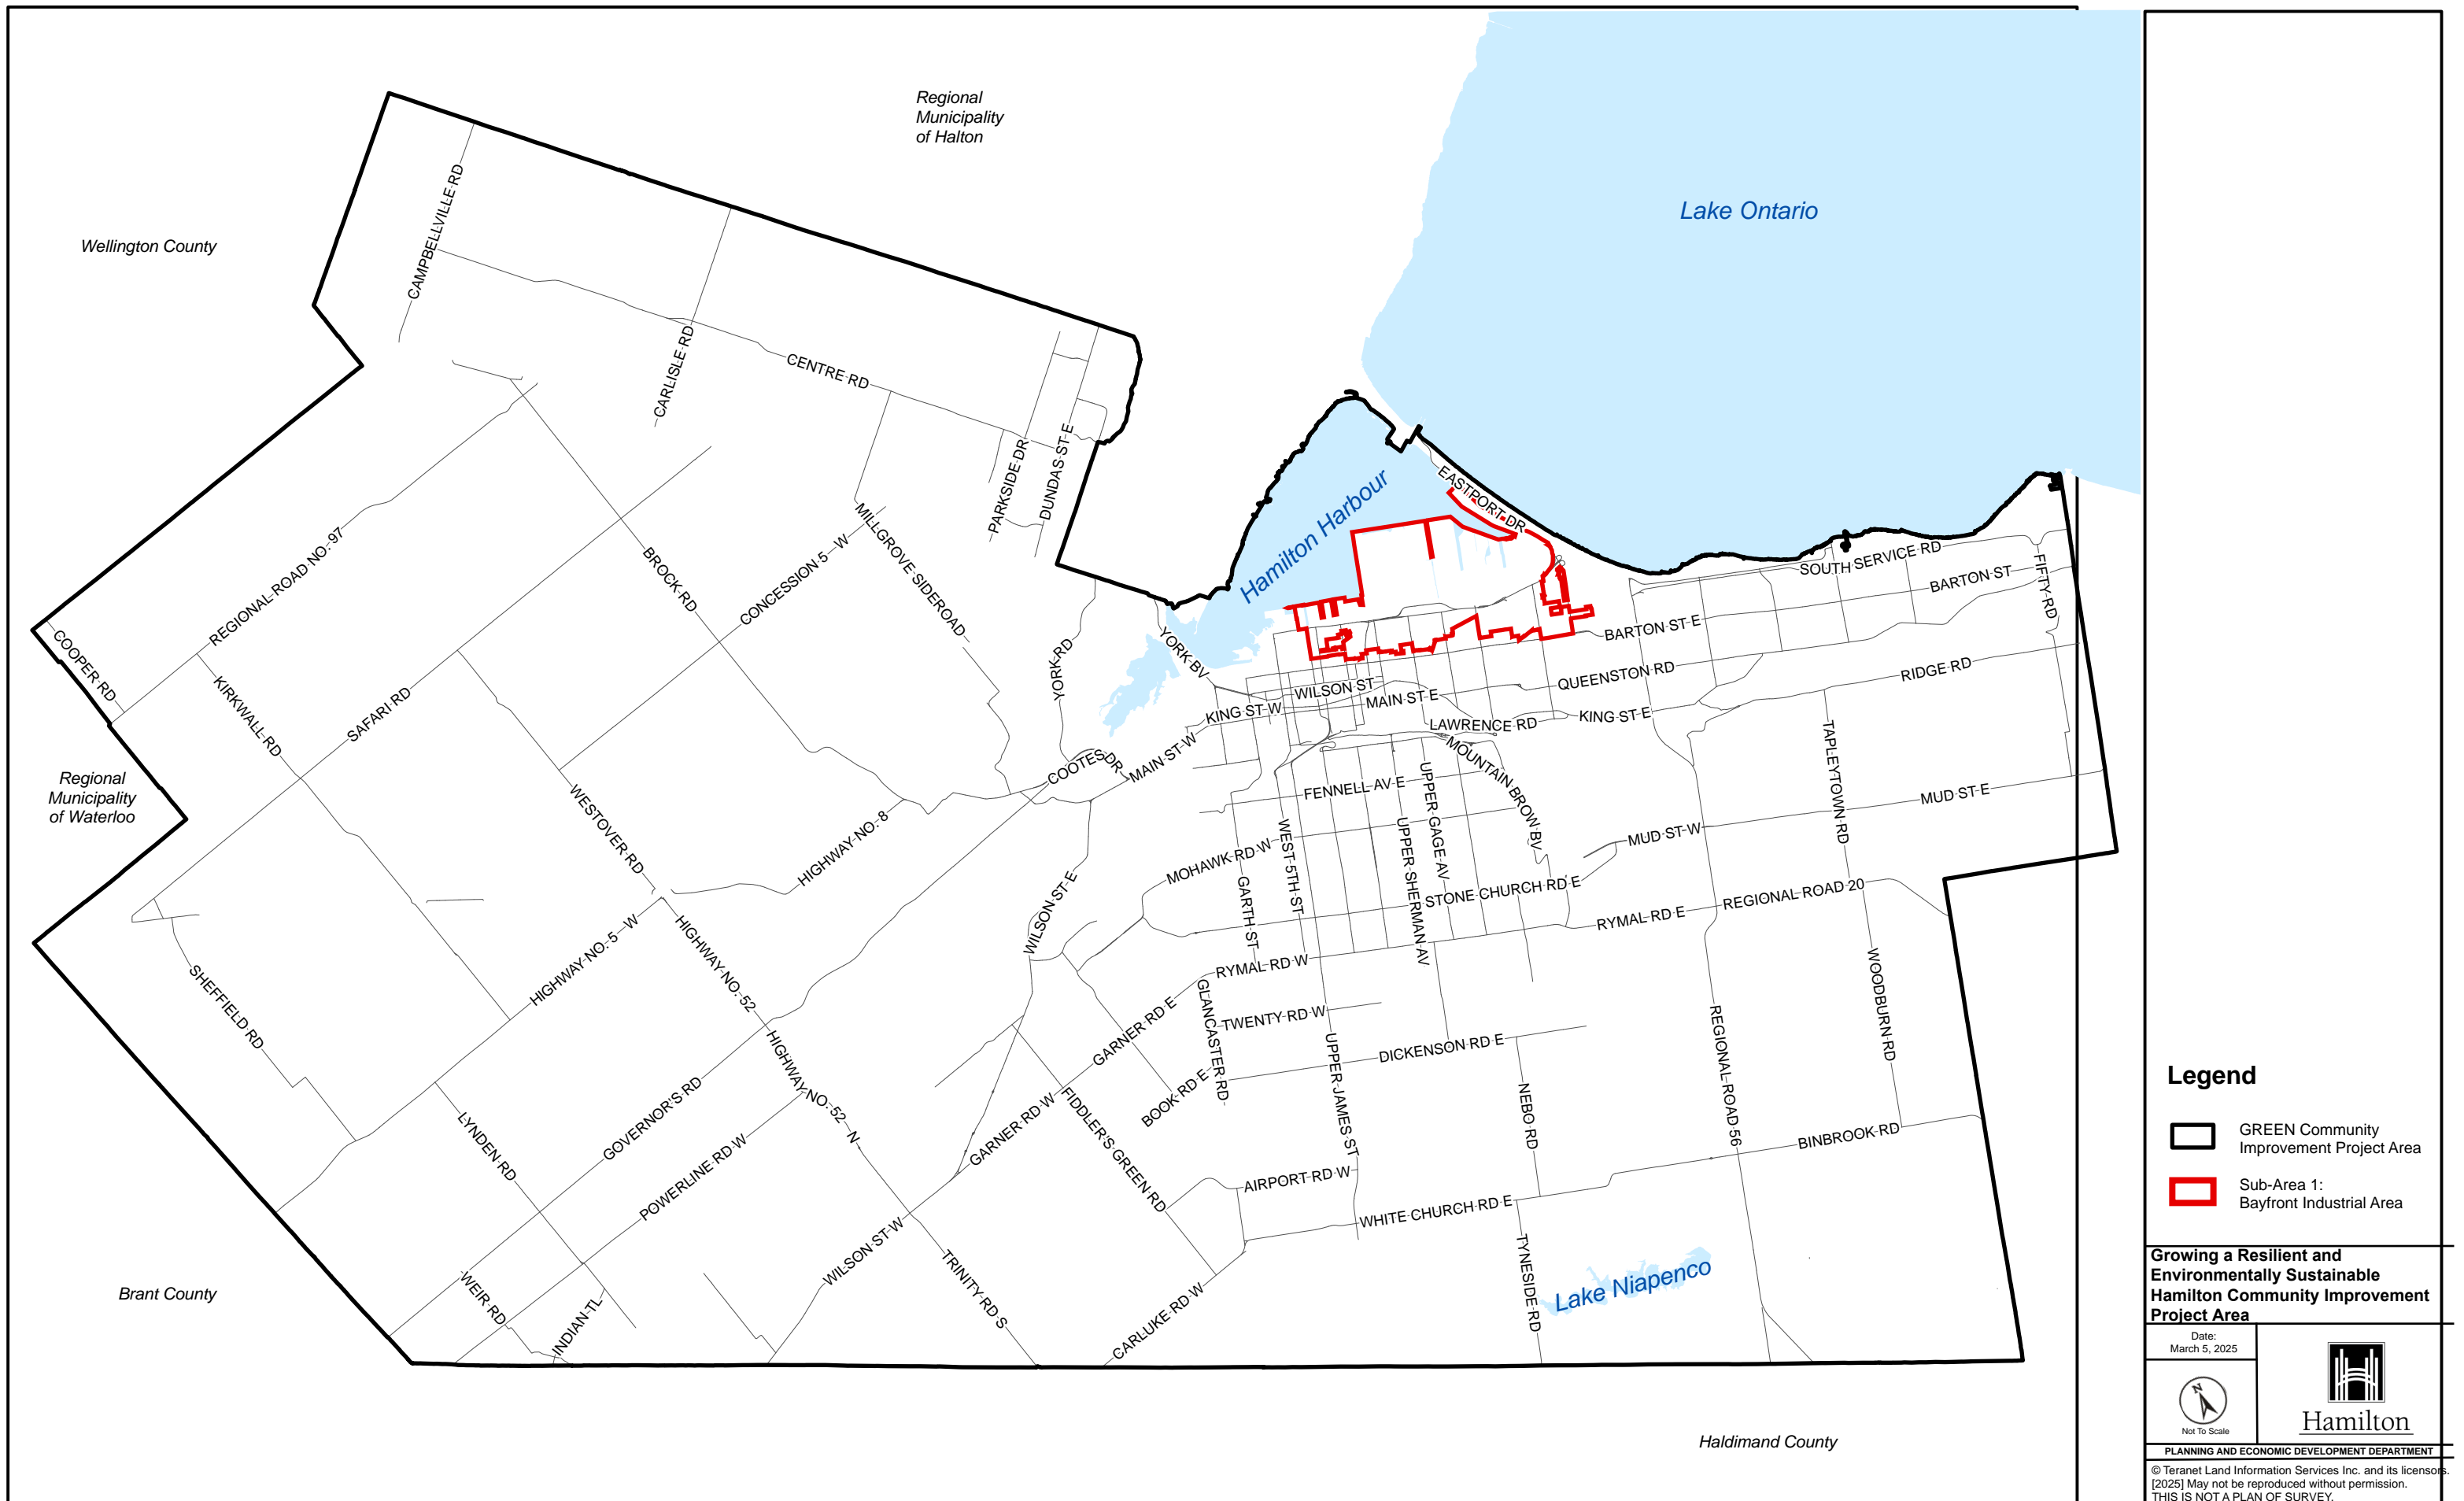 Regional
Municipality
of Halton
Lake Ontario
Wellington County
CAMPBELLVILLE RD
CARLISLE RD
CENTRE RD
PARKSIDE DR
DUNDAS ST E
Hamilton Harbour
EASTPORT DR
REGIONAL ROAD NO. 97
BROCK RD
CONCESSION 5 W
MILLGROVE SIDEROAD
SOUTH SERVICE RD
BARTON ST
FIFTY RD
COOPER RD
KIRKWALL RD
SAFARI RD
YORK RD
YORK BV
BARTON ST E
QUEENSTON RD
RIDGE RD
WILSON ST
KING ST W
MAIN ST E
LAWRENCE RD
KING ST E
MAIN ST W
COOTES DR
MOUNTAIN BROW BV
TAPLEYTOWN RD
Regional
Municipality
of Waterloo
WESTOVER RD
HIGHWAY NO. 8
FENNELL AV E
UPPER GAGE AV
UPPER SHERMAN AV
WEST 5TH ST
MUD ST E
MUD ST W
MOHAWK RD W
GARTH ST
STONE CHURCH RD E
REGIONAL ROAD 20
RYMAL RD E
WILSON ST E
HIGHWAY NO. 5 W
HIGHWAY NO. 52
SHEFFIELD RD
RYMAL RD W
GLANCASTER RD
TWENTY RD W
GARNER RD E
DICKENSON RD E
WOODBURN RD
REGIONAL ROAD 56
UPPER JAMES ST
NEBO RD
BOOK RD E
HIGHWAY NO. 52 N
GOVERNOR'S RD
LYNDEN RD
POWERLINE RD W
GARNER RD W
FIDDLER'S GREEN RD
BINBROOK RD
AIRPORT RD W
WHITE CHURCH RD E
WILSON ST W
TRINITY RD S
TYNESIDE RD
Lake Niapenco
Brant County
WEIR RD
INDIAN TL
CARLUKE RD W
Haldimand County
Legend
GREEN Community
Improvement Project Area
Sub-Area 1:
Bayfront Industrial Area
Growing a Resilient and
Environmentally Sustainable
Hamilton Community Improvement
Project Area
Date:
March 5, 2025
N
Not To Scale
Hamilton
PLANNING AND ECONOMIC DEVELOPMENT DEPARTMENT
© Teranet Land Information Services Inc. and its licensors.
[2025] May not be reproduced without permission.
THIS IS NOT A PLAN OF SURVEY.